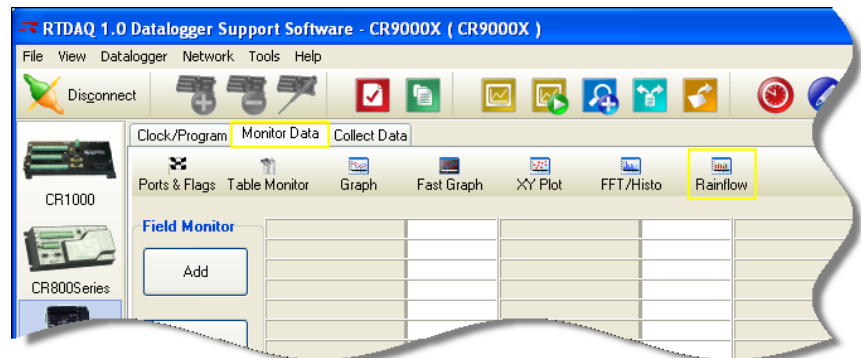 RTDAQ 1.0 Datalogger Support Software - CR9000X ( CR9000X )
File View Datalogger Network Tools Help
Disconnect
Clock/Program Monitor Data Collect Data
Ports & Flags Table Monitor Graph Fast Graph XY Plot FFT/Histo Rainflow
CR1000
Field Monitor
Add
CR800Series